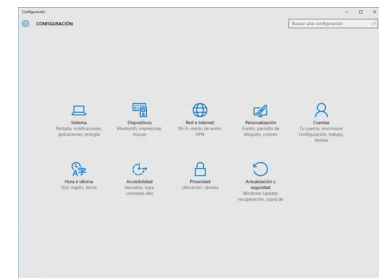 Configuración
CONFIGURACIÓN
Buscar una configuración
Sistema
Pantalla, notificaciones,
aplicaciones, energía
Dispositivos
Bluetooth, impresoras,
mouse
Red e Internet
Wi-Fi, modo de avión,
VPN
Personalización
Fondo, pantalla de
bloqueo, colores
Cuentas
Tu cuenta, sincronizar
configuración, trabajo,
familia
Hora e idioma
Voz, región, fecha
Accesibilidad
Narrador, lupa,
contraste alto
Privacidad
Ubicación, cámara
Actualización y
seguridad
Windows Update,
recuperación, copia de